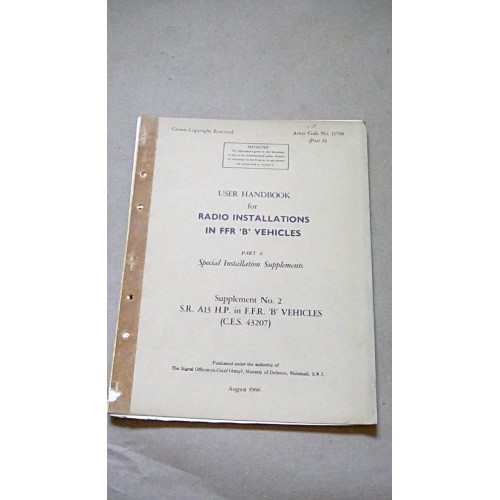 Crown Copyright Reserved
Army Code No.
(Part 6)
RESTRICTED
USER HANDBOOK
for
RADIO INSTALLATIONS
IN FFR 'B' VEHICLES
PART 6
Special Installation Supplements
Supplement No. 2
S.R. A13 H.P. in F.F.R. 'B' VEHICLES
(C.E.S. 43207)
Published under the authority of
The Signal Officer-in-Chief (Army), Ministry of Defence, Whitehall, S.W.1.
August 1966